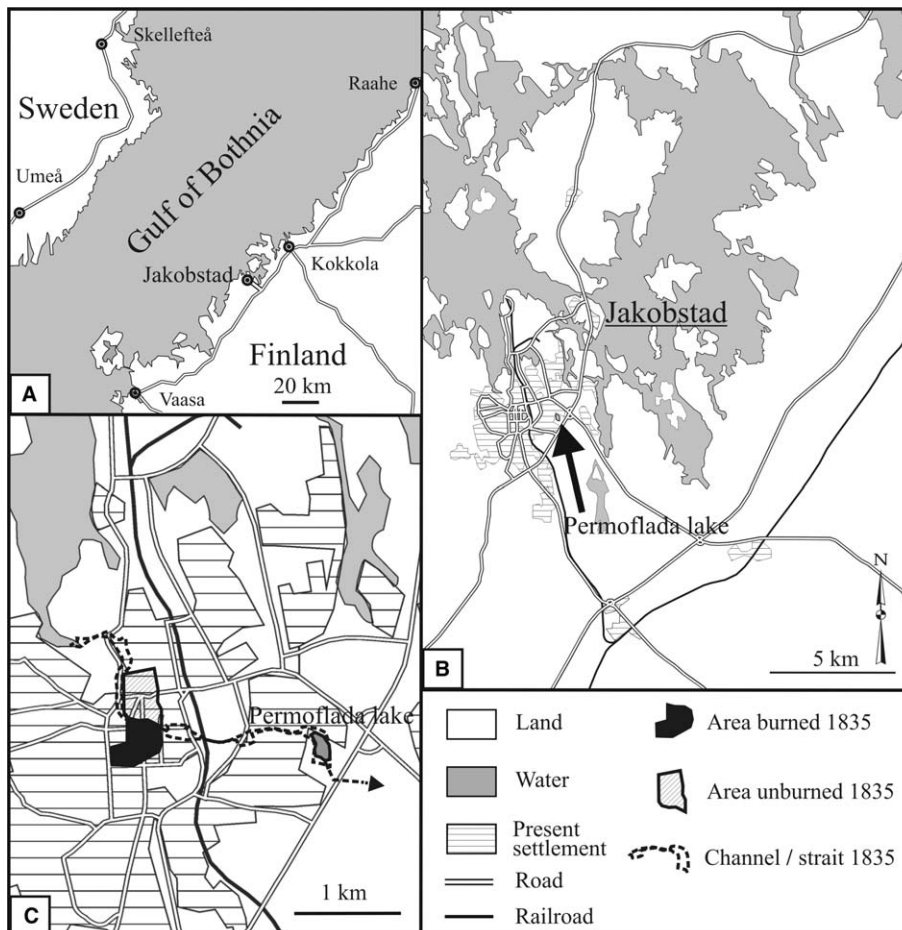 Skellefteå
Sweden
Raahe
Umeå
Gulf of Bothnia
Jakobstad
Kokkola
Finland
20 km
Vaasa
A
Jakobstad
Permoflada lake
N
5 km
B
Permoflada lake
1 km
C
Land
Water
Present
settlement
Road
Railroad
Area burned 1835
Area unburned 1835
Channel / strait 1835